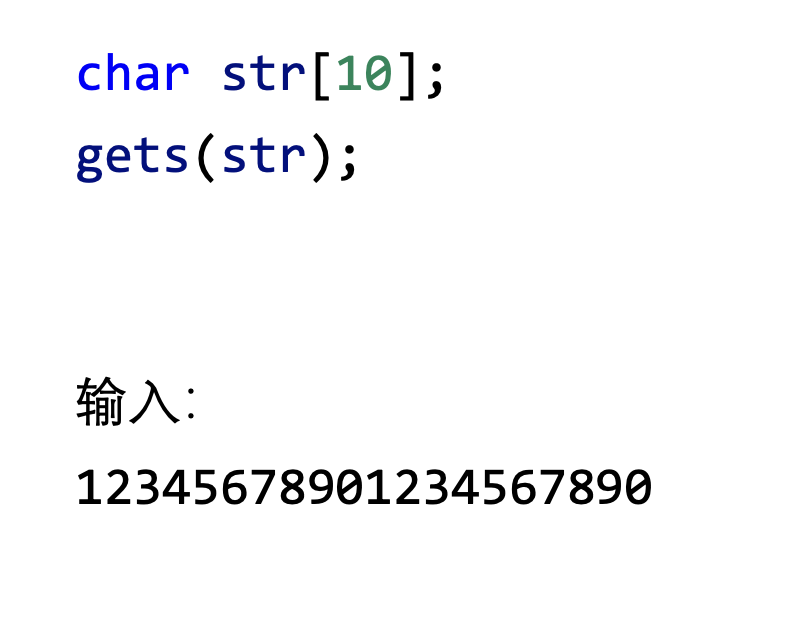 char str[10];
gets(str);
输入：
12345678901234567890